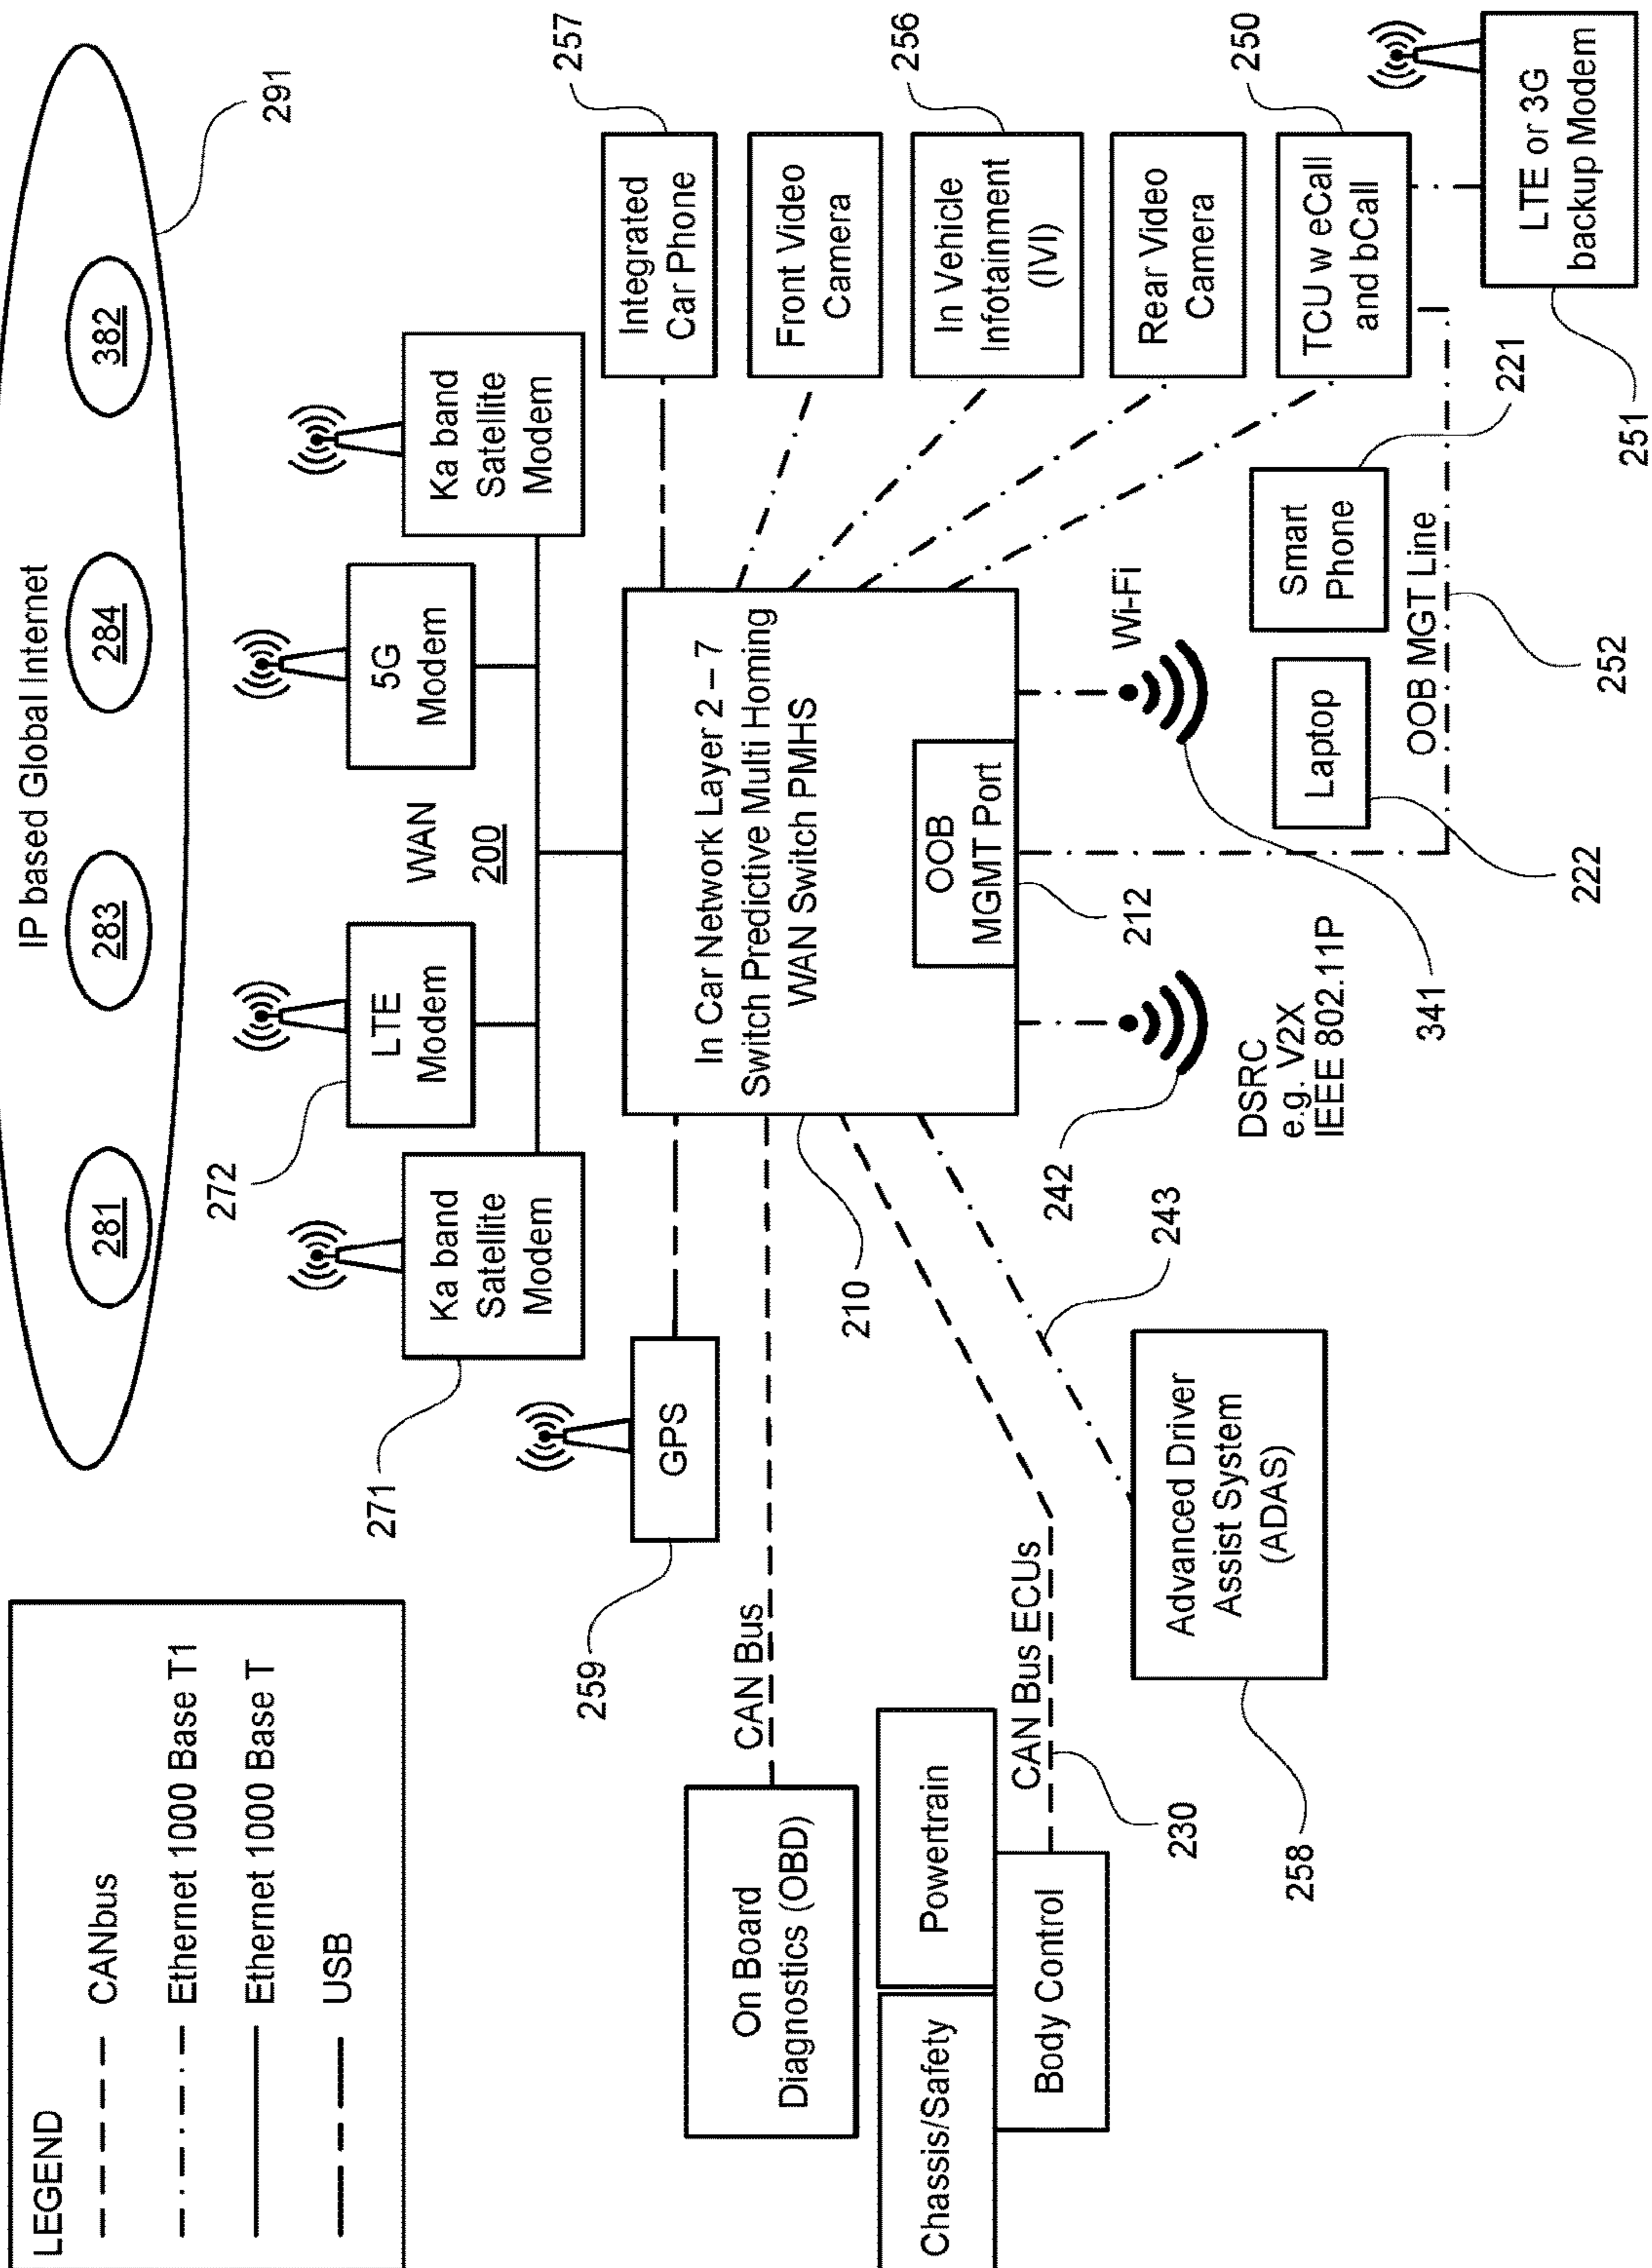 LEGEND
CANbus
Ethernet 1000 Base T1
Ethernet 1000 Base T
USB
IP based Global Internet
281
283
284
382
291
272
LTE
Modem
WAN
200
5G
Modem
271
Ka band
Satellite
Modem
Ka band
Satellite
Modem
259
GPS
257
Integrated
Car Phone
Front Video
Camera
256
In Vehicle
Infotainment
(IVI)
Rear Video
Camera
250
TCU w eCall
and bCall
LTE or 3G
backup Modem
251
In Car Network Layer 2 – 7
Switch Predictive Multi Homing
WAN Switch PMHS
OOB
MGMT Port
210
212
CAN Bus
On Board
Diagnostics (OBD)
Chassis/Safety
Powertrain
Body Control
CAN Bus ECUs
230
243
Advanced Driver
Assist System
(ADAS)
258
242
DSRC
e.g. V2X
IEEE 802.11P
Wi-Fi
341
Laptop
222
Smart
Phone
221
OOB MGT Line
252